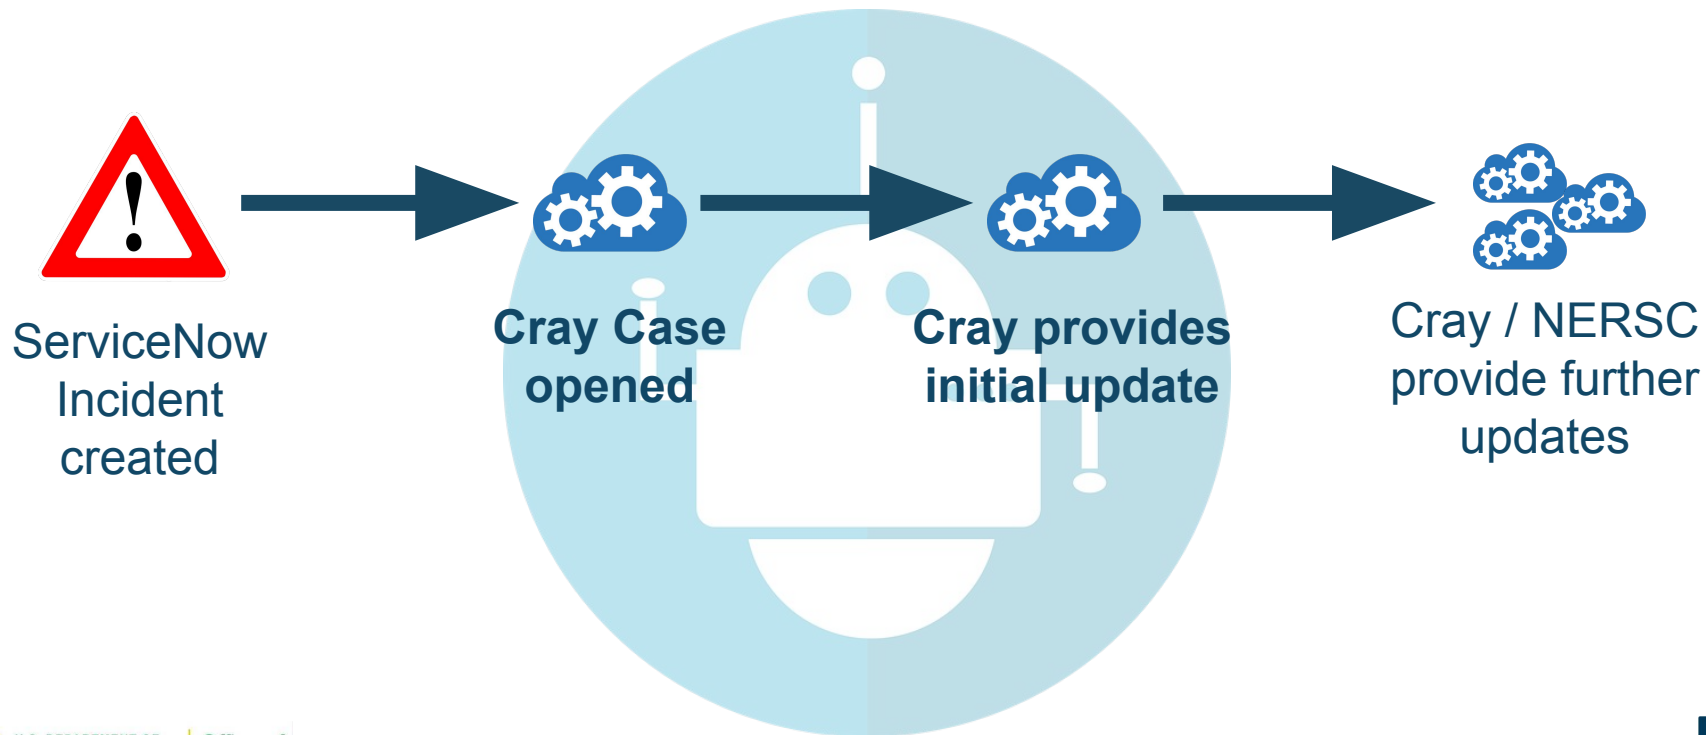 ServiceNow
Incident
created
Cray Case
opened
Cray provides
initial update
Cray / NERSC
provide further
updates